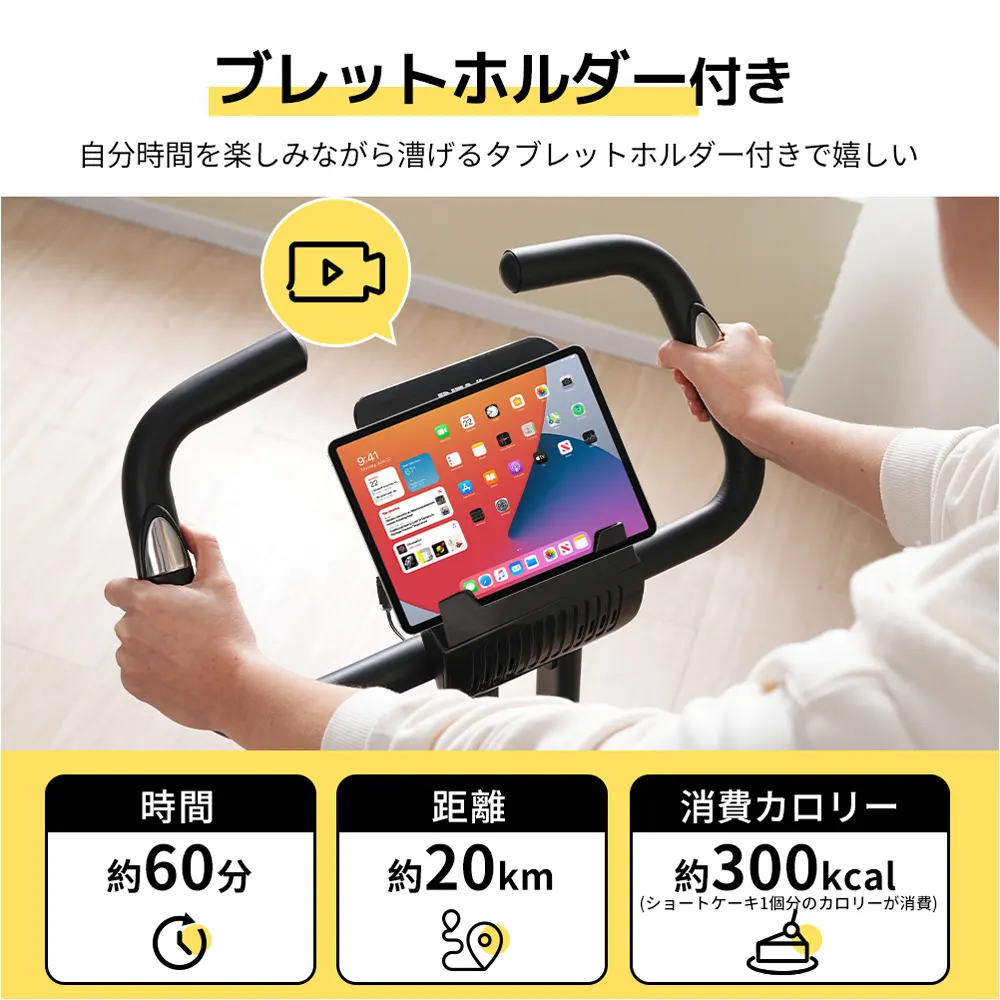 ブレットホルダー付き
自分時間を楽しみながら漕げるタブレットホルダー付きで嬉しい
9:41
22
22
時間
約60分
距離
約20km
消費カロリー
約300kcal
(ショートケーキ1個分のカロリーが消費)